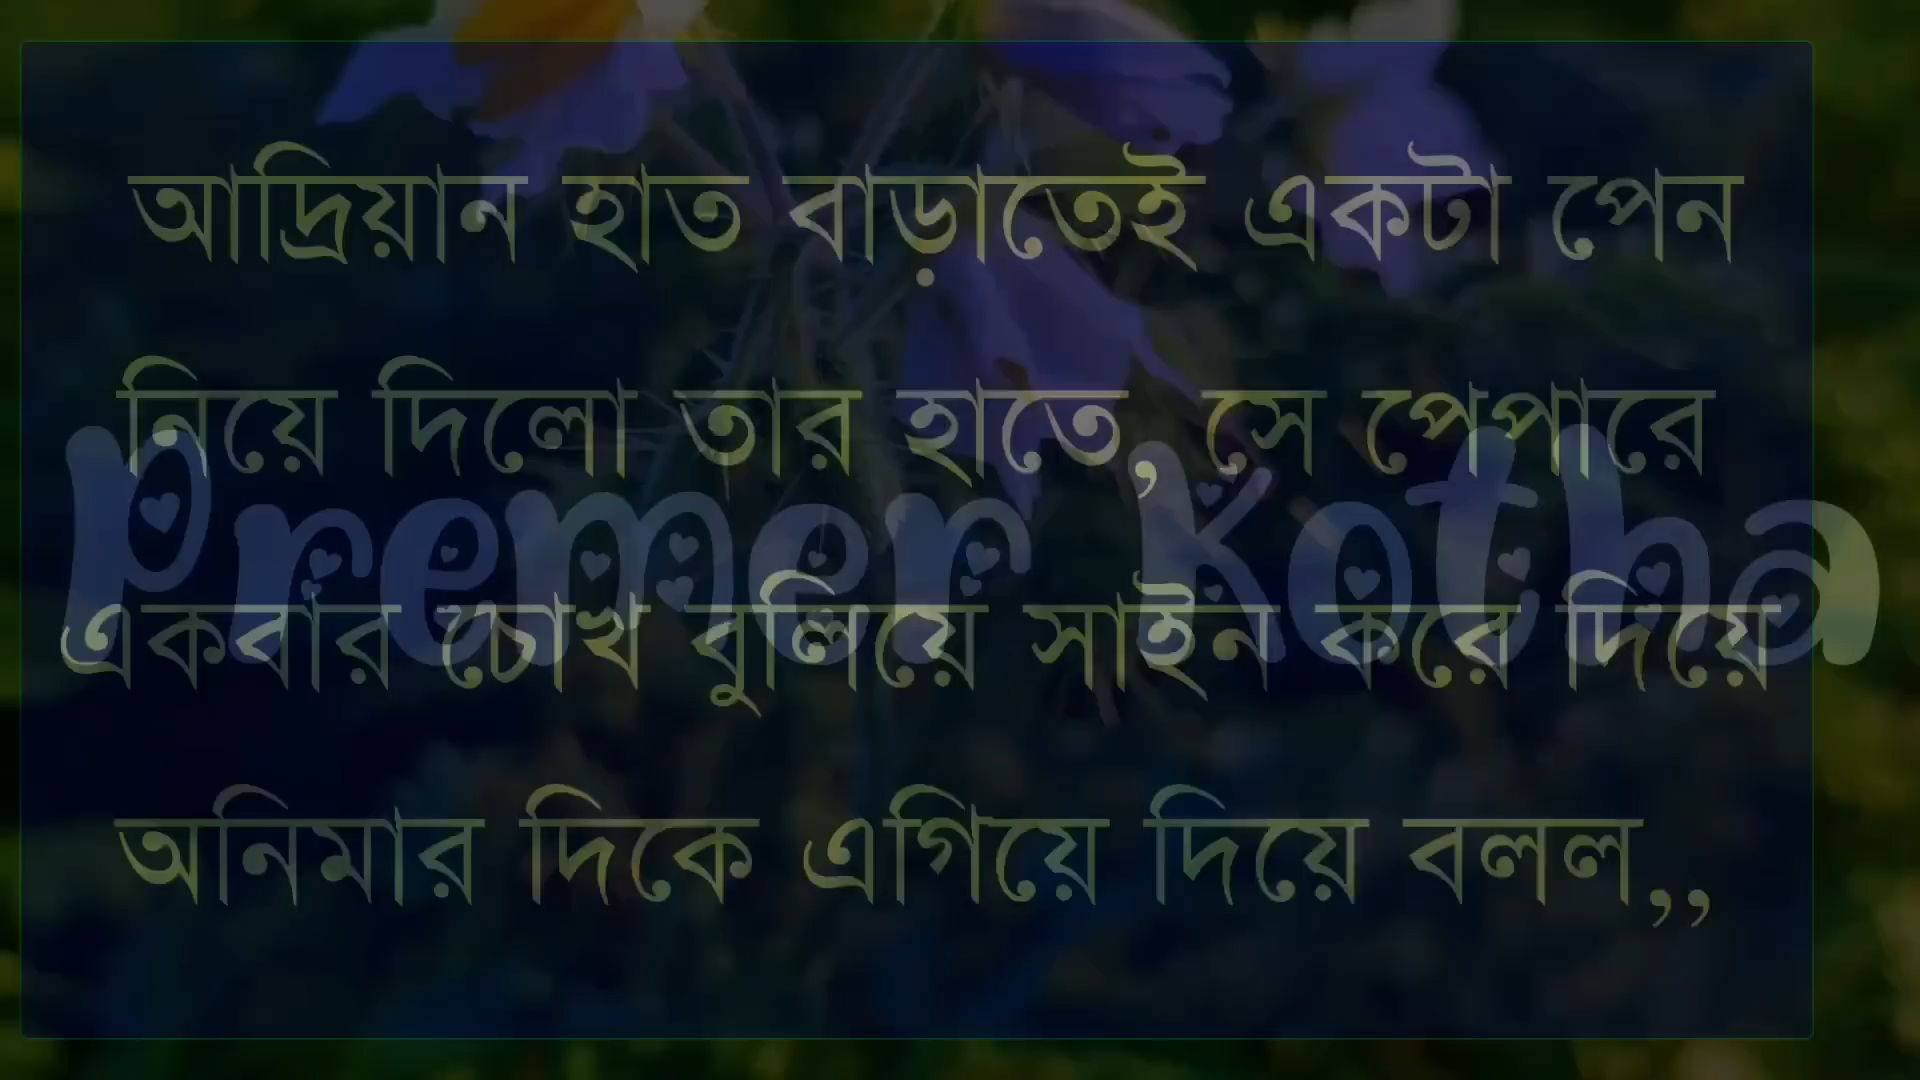 আদ্রিয়ান হাত বাড়াতেই একটা পেন
নিয়ে দিলো তার হাতে, সে পেপারে
Premer Kotha
একবার চোখ বুলিয়ে সাইন করে দিয়ে
অনিমার দিকে এগিয়ে দিয়ে বলল,,